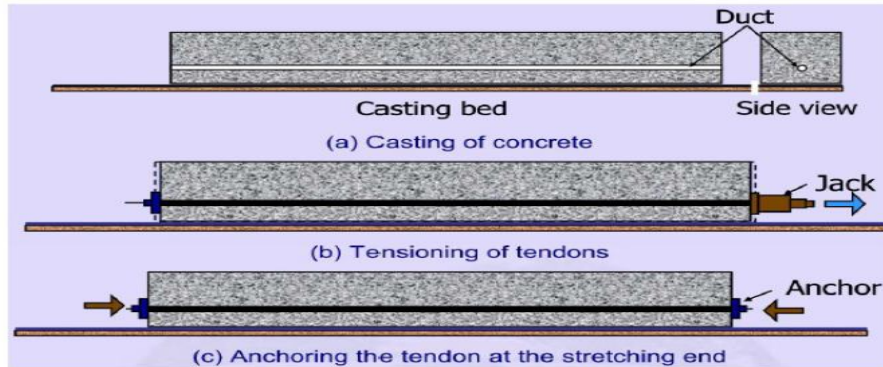 Duct
Casting bed
Side view
(a) Casting of concrete
Jack
(b) Tensioning of tendons
Anchor
(c) Anchoring the tendon at the stretching end